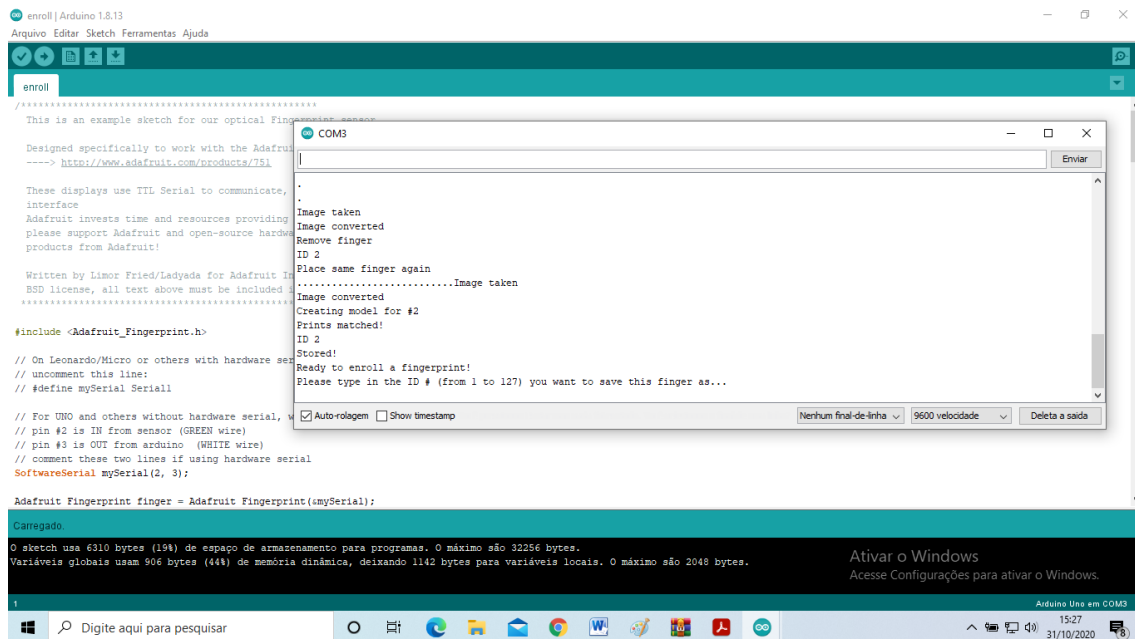 enroll | Arduino 1.8.13
Arquivo Editar Sketch Ferramentas Ajuda
enroll
/**************************************************
This is an example sketch for our optical Fingerprint sensor
Designed specifically to work with the Adafrui
----> http://www.adafruit.com/products/751
These displays use TTL Serial to communicate,
interface
Adafruit invests time and resources providing
please support Adafruit and open-source hardwa
products from Adafruit!
Written by Limor Fried/Ladyada for Adafruit In
BSD license, all text above must be included i
**************************************************
#include <Adafruit_Fingerprint.h>
// On Leonardo/Micro or others with hardware ser
// uncomment this line:
// #define mySerial Serial1
// For UNO and others without hardware serial, w
// pin #2 is IN from sensor (GREEN wire)
// pin #3 is OUT from arduino  (WHITE wire)
// comment these two lines if using hardware serial
SoftwareSerial mySerial(2, 3);
Adafruit_Fingerprint finger = Adafruit_Fingerprint(&mySerial);
COM3
Enviar
.
.
Image taken
Image converted
Remove finger
ID 2
Place same finger again
..........................Image taken
Image converted
Creating model for #2
Prints matched!
ID 2
Stored!
Ready to enroll a fingerprint!
Please type in the ID # (from 1 to 127) you want to save this finger as...
Auto-rolagem Show timestamp Nenhum final-de-linha 9600 velocidade Deleta a saida
Carregado.
O sketch usa 6310 bytes (19%) de espaço de armazenamento para programas. O máximo são 32256 bytes.
Variáveis globais usam 906 bytes (44%) de memória dinâmica, deixando 1142 bytes para variáveis locais. O máximo são 2048 bytes.
Ativar o Windows
Acesse Configurações para ativar o Windows.
1
Arduino Uno em COM3
Digite aqui para pesquisar
W
15:27
31/10/2020
8